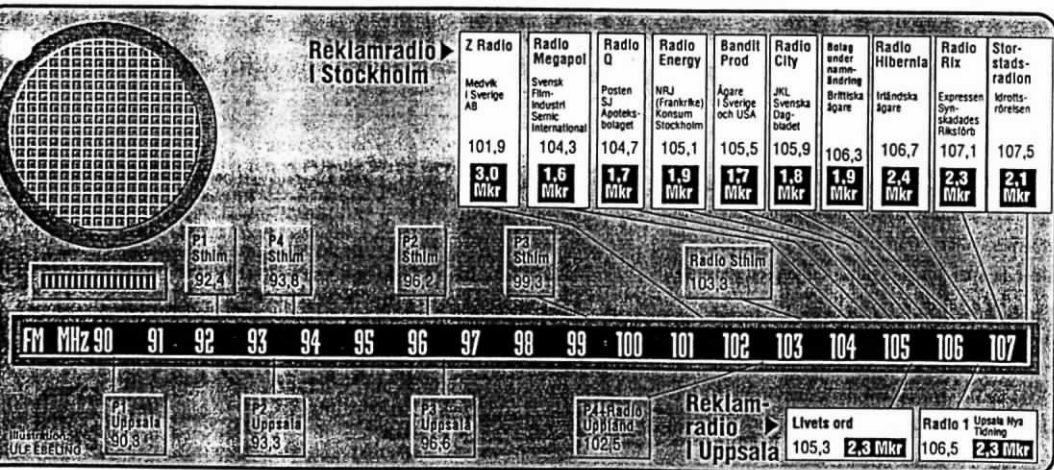 Reklamradio
I Stockholm
Z Radio
Medvik
I Sverige
AB
101,9
3,0
Mkr
Radio
Megapol
Svensk
Film-
Industri
Semic
International
104,3
1,6
Mkr
Radio
Q
Posten
SJ
Apoteks-
bolaget
104,7
1,7
Mkr
Radio
Energy
NRJ
(Frankrike)
Konsum
Stockholm
105,1
1,9
Mkr
Bandit
Prod
Ägare
I Sverige
och USA
105,5
1,7
Mkr
Radio
City
JKL
Svenska
Dag-
bladet
105,9
1,8
Mkr
Bolag
under
namn-
ändring
Brittiska
ägare
106,3
1,9
Mkr
Radio
Hibernia
Irländska
ägare
106,7
2,4
Mkr
Radio
Rix
Expressen
Syn-
skadades
Riksförb
107,1
2,3
Mkr
Stor-
stads-
radion
Idrotts-
rörelsen
107,5
2,1
Mkr
P1
Sthlm
92,4
P4
Sthlm
93,8
P2
Sthlm
96,2
P3
Sthlm
99,3
Radio Sthlm
103,3
FM MHz 90 91 92 93 94 95 96 97 98 99 100 101 102 103 104 105 106 107
P1
Uppsala
90,3
P2
Uppsala
93,3
P3
Uppsala
96,6
P4-Radio
Uppland
102,5
Reklam-
radio
I Uppsala
Livets ord
105,3 2,3 Mkr
Radio 1 Upsala Nya
Tidning
106,5 2,3 Mkr
Illustration:
ULF EBELING